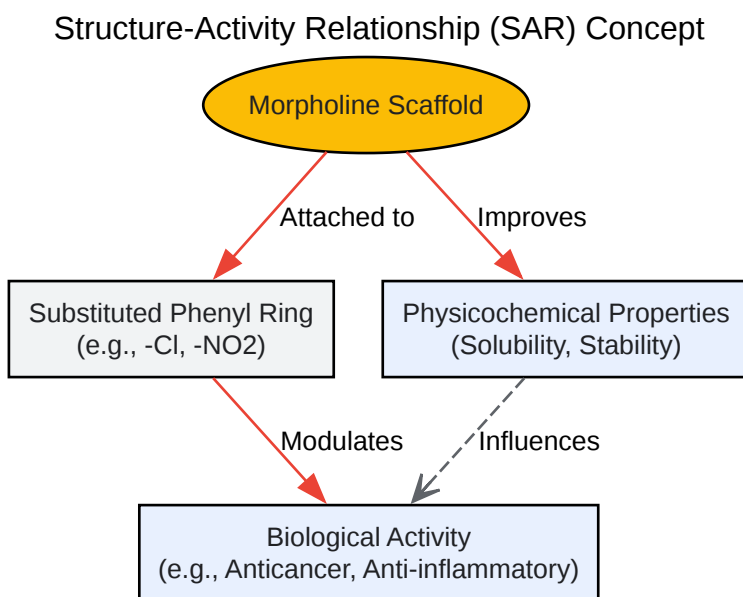 Structure-Activity Relationship (SAR) Concept
Morpholine Scaffold
Attached to
Improves
Substituted Phenyl Ring
(e.g., -Cl, -NO2)
Physicochemical Properties
(Solubility, Stability)
Modulates
Influences
Biological Activity
(e.g., Anticancer, Anti-inflammatory)